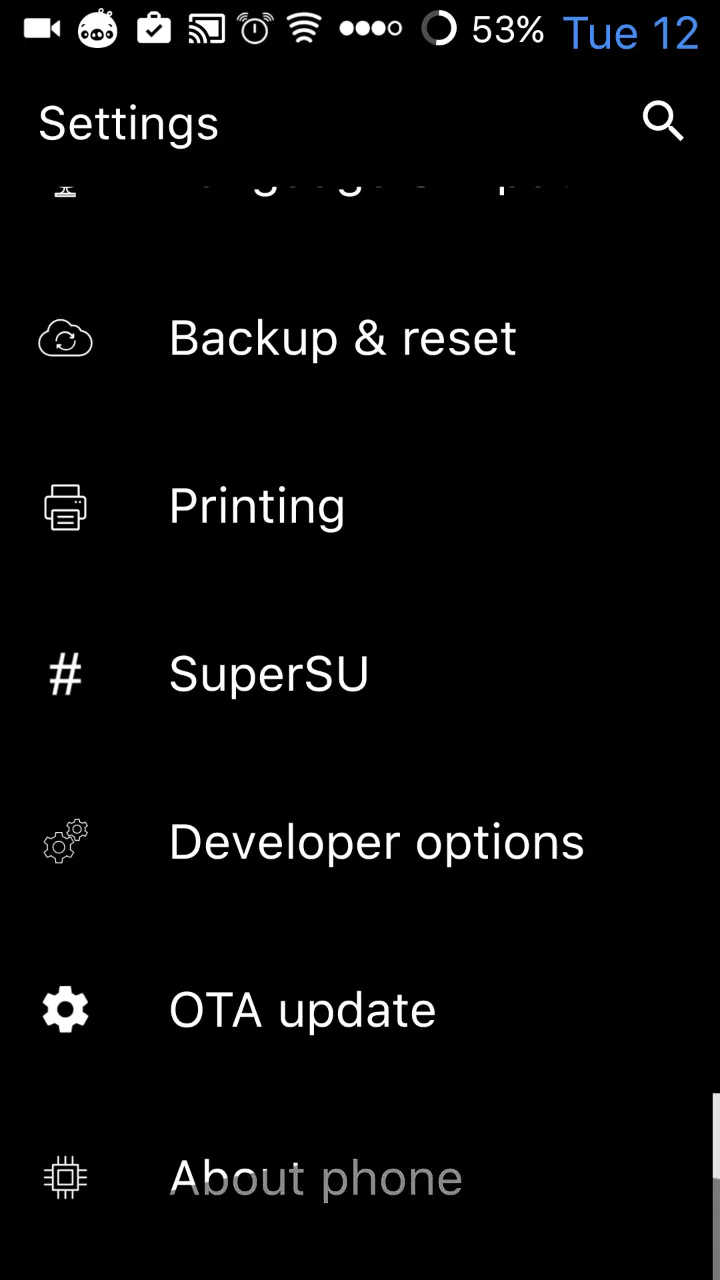 53% Tue 12
Settings
Backup & reset
Printing
# SuperSU
Developer options
OTA update
About phone